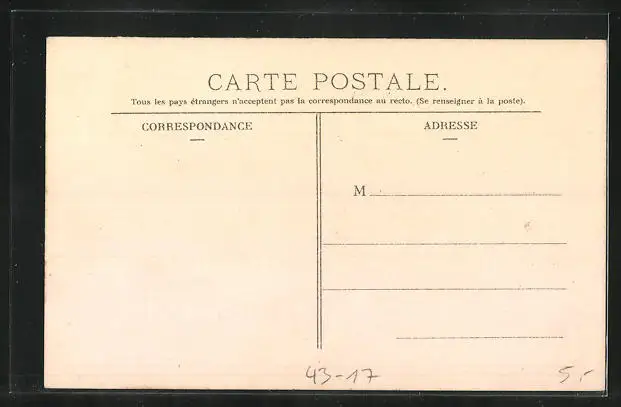 CARTE POSTALE.
Tous les pays étrangers n'acceptent pas la correspondance au recto. (Se renseigner à la poste).
CORRESPONDANCE
ADRESSE
M
43-17
5,-